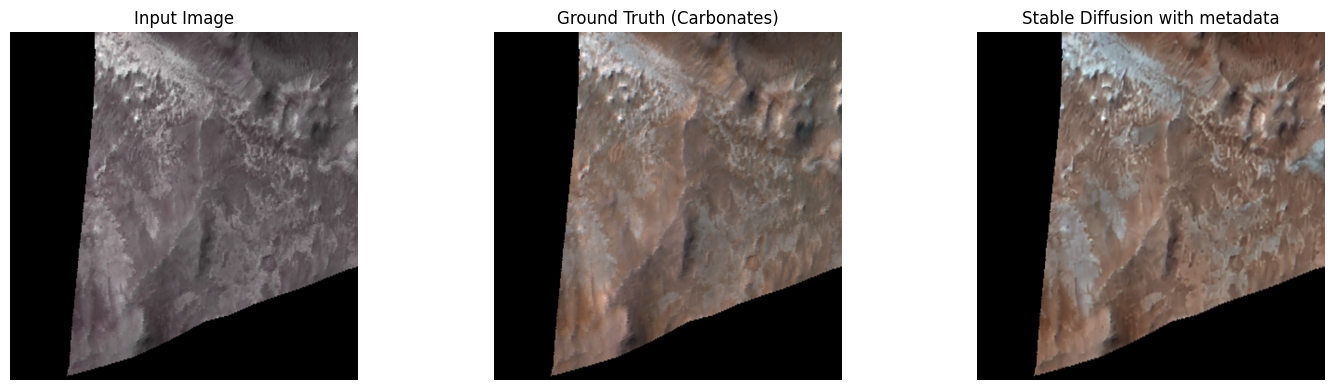 Input Image
Ground Truth (Carbonates)
Stable Diffusion with metadata